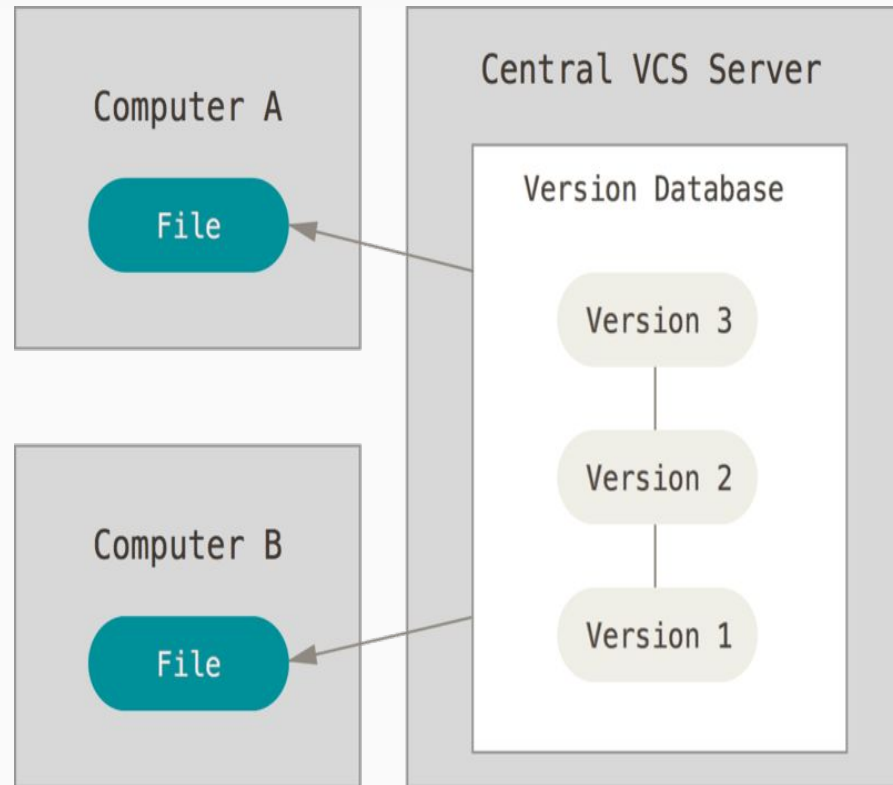 Computer A
File
Computer B
File
Central VCS Server
Version Database
Version 3
Version 2
Version 1